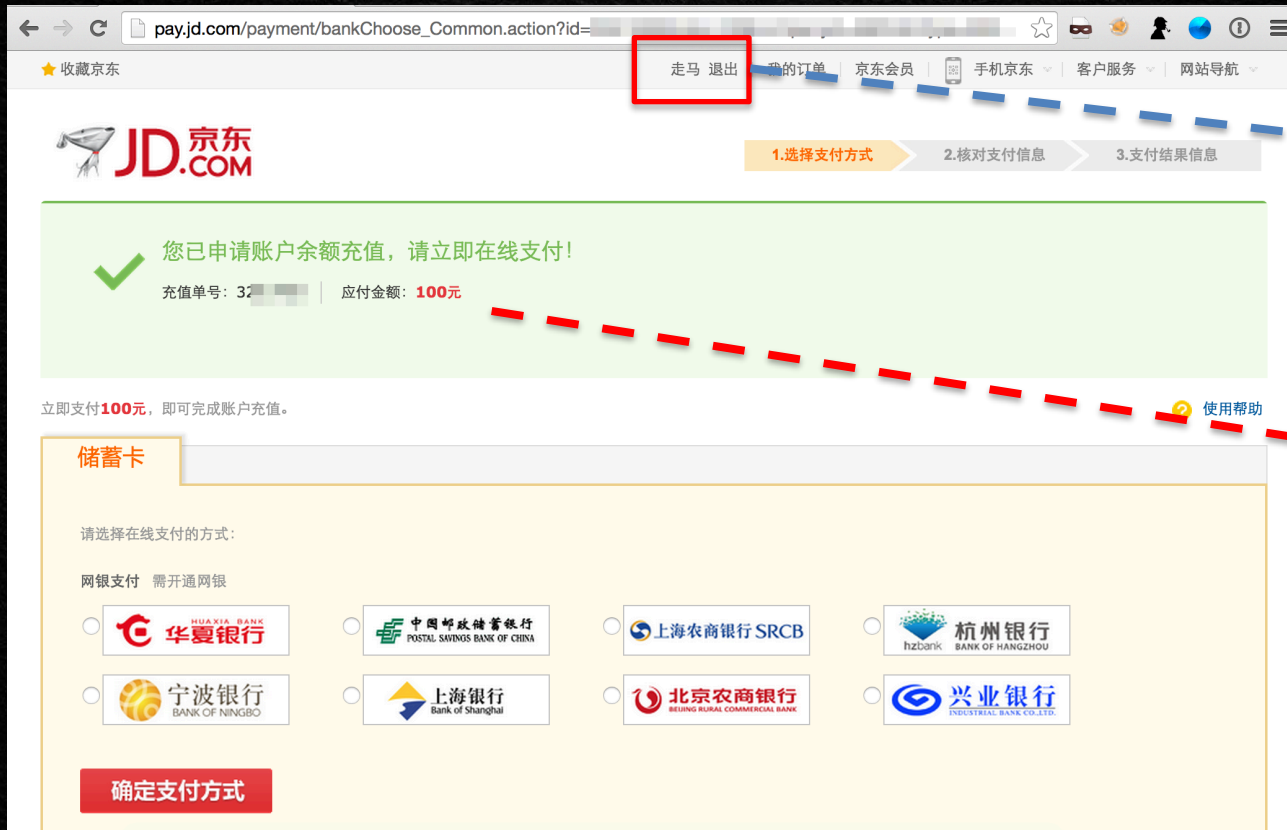 pay.jd.com/payment/bankChoose_Common.action?id=
收藏京东
走马 退出 我的订单 京东会员 手机京东 客户服务 网站导航
JD.COM 京东
1.选择支付方式 2.核对支付信息 3.支付结果信息
您已申请账户余额充值，请立即在线支付！
充值单号：32 应付金额：100元
立即支付100元，即可完成账户充值。
使用帮助
储蓄卡
请选择在线支付的方式：
网银支付 需开通网银
HUAXIA BANK 华夏银行
中国邮政储蓄银行 POSTAL SAVINGS BANK OF CHINA
上海农商银行 SRCB
hzbank 杭州银行 BANK OF HANGZHOU
宁波银行 BANK OF NINGBO
上海银行 Bank of Shanghai
北京农商银行 BEIJING RURAL COMMERCIAL BANK
兴业银行 INDUSTRIAL BANK CO.,LTD.
确定支付方式